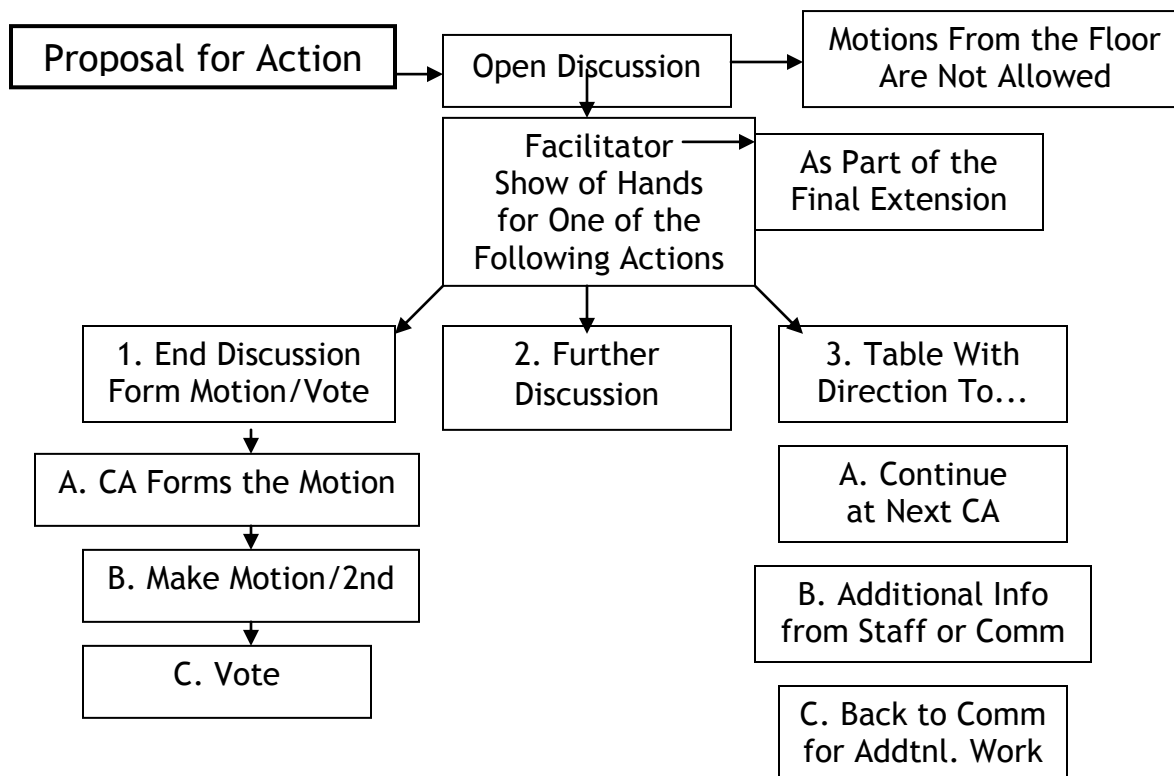 Proposal for Action
Open Discussion
Motions From the Floor
Are Not Allowed
Facilitator
Show of Hands
for One of the
Following Actions
As Part of the
Final Extension
1. End Discussion
Form Motion/Vote
A. CA Forms the Motion
B. Make Motion/2nd
C. Vote
2. Further
Discussion
3. Table With
Direction To...
A. Continue
at Next CA
B. Additional Info
from Staff or Comm
C. Back to Comm
for Addtnl. Work